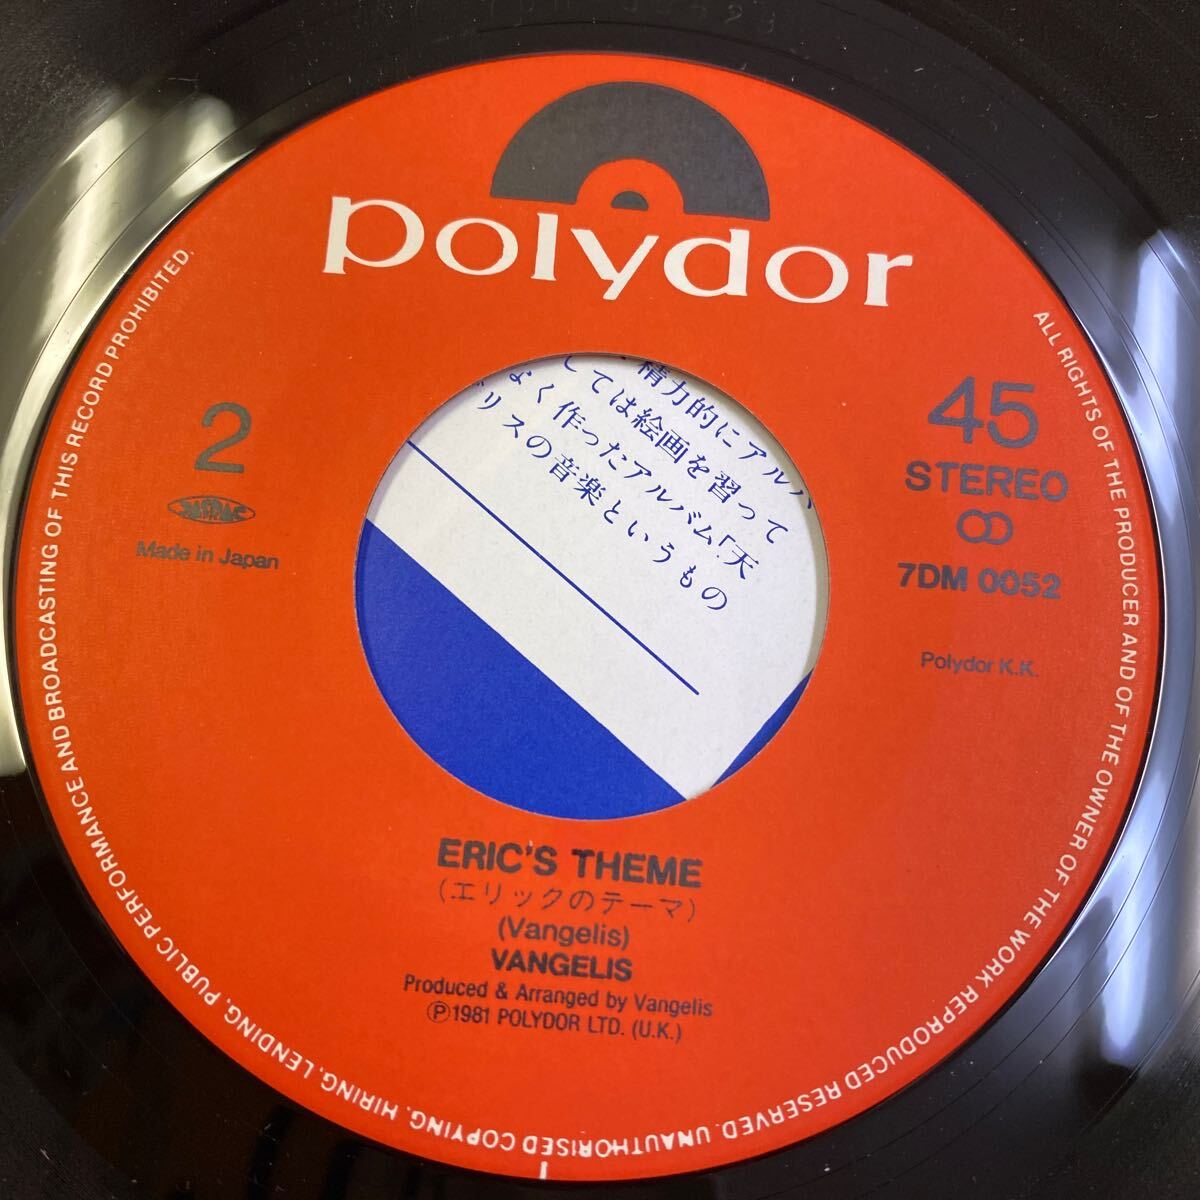 polydor
2
JASRAC
Made in Japan
45
STEREO
7DM 0052
Polydor K.K.
精力的にアルバ
しては絵画を習って
よく作ったアルバム「天
リスの音楽というもの
ERIC'S THEME
(エリックのテーマ)
(Vangelis)
VANGELIS
Produced & Arranged by Vangelis
Ⓟ1981 POLYDOR LTD. (U.K.)
ALL RIGHTS OF THE PRODUCER AND OF THE OWNER OF THE WORK REPRODUCED RESERVED. UNAUTHORISED COPYING, HIRING, LENDING, PUBLIC PERFORMANCE AND BROADCASTING OF THIS RECORD PROHIBITED.